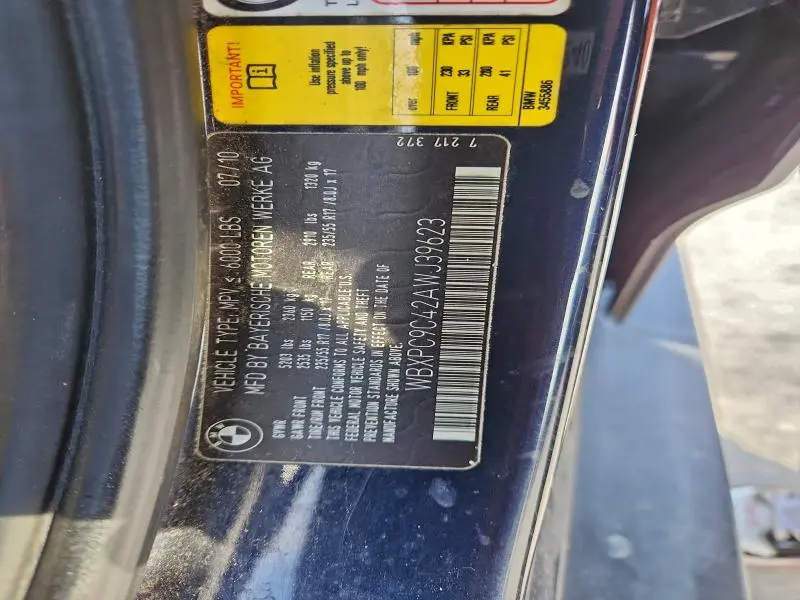 IMPORTANT!
Use inflation
pressure specified
above up to
100 mph only!
over 100 mph
KPA PSI KPA PSI
FRONT 230 33 REAR 280 41
BMW 3455886
VEHICLE TYPE: MPV ≤ 6000 LBS 07/10
MFD BY BAYERISCHE MOTOREN WERKE AG
GVWR 5203 lbs 2360 kg
GAWR FRONT 2535 lbs 1150 REAR 2910 lbs 1320 kg
TIRE/RIM FRONT 235/55 R17/8.0J x 17 REAR 235/55 R17/8.0J x 17
THIS VEHICLE CONFORMS TO ALL APPLICABLE U.S.
FEDERAL MOTOR VEHICLE SAFETY AND THEFT
PREVENTION STANDARDS IN EFFECT ON THE DATE OF
MANUFACTURE SHOWN ABOVE.
WBXPC9C42AWJ39623
7 217 372